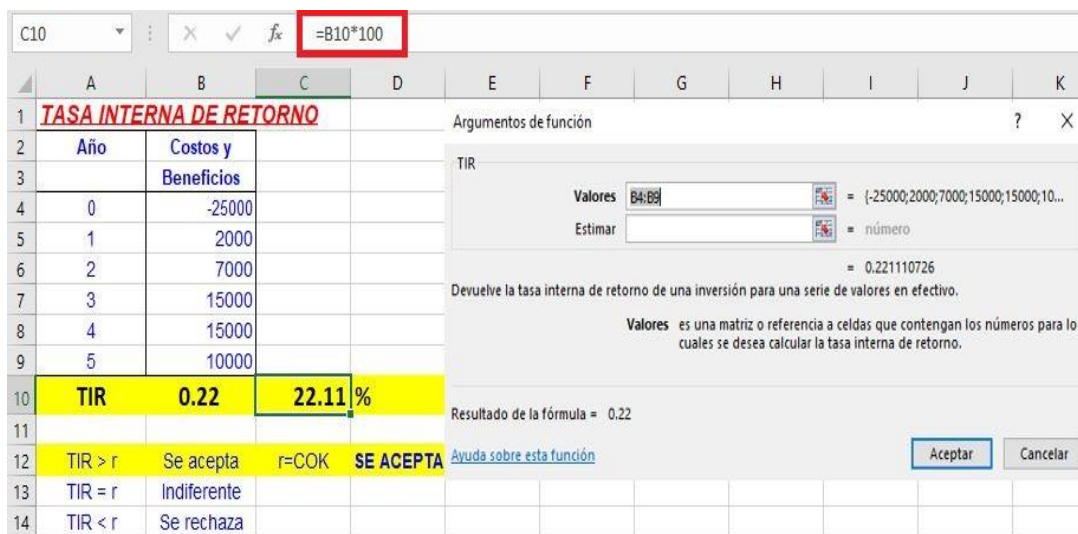 C10 fx =B10*100
A B C D E F G H I J K
1 TASA INTERNA DE RETORNO
2 Año Costos y
3 Beneficios
4 0 -25000
5 1 2000
6 2 7000
7 3 15000
8 4 15000
9 5 10000
10 TIR 0.22 22.11 %
11
12 TIR > r Se acepta r=COK SE ACEPTA
13 TIR = r Indiferente
14 TIR < r Se rechaza
Argumentos de función ? X
TIR
Valores B4:B9 = {-25000;2000;7000;15000;15000;10...
Estimar = número
= 0.221110726
Devuelve la tasa interna de retorno de una inversión para una serie de valores en efectivo.
Valores es una matriz o referencia a celdas que contengan los números para lo
cuales se desea calcular la tasa interna de retorno.
Resultado de la fórmula = 0.22
Ayuda sobre esta función Aceptar Cancelar